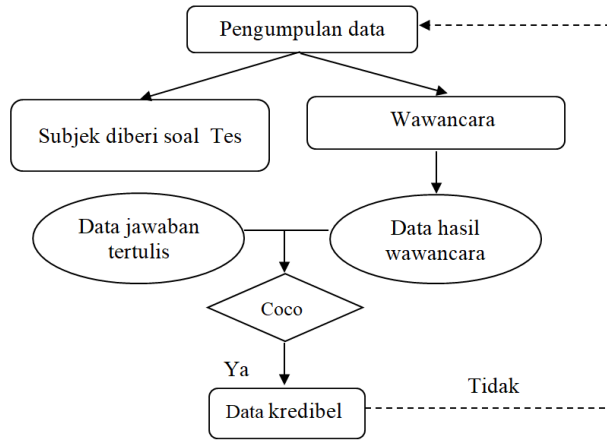 Pengumpulan data
Subjek diberi soal Tes
Wawancara
Data jawaban
tertulis
Data hasil
wawancara
Coco
Ya
Tidak
Data kredibel